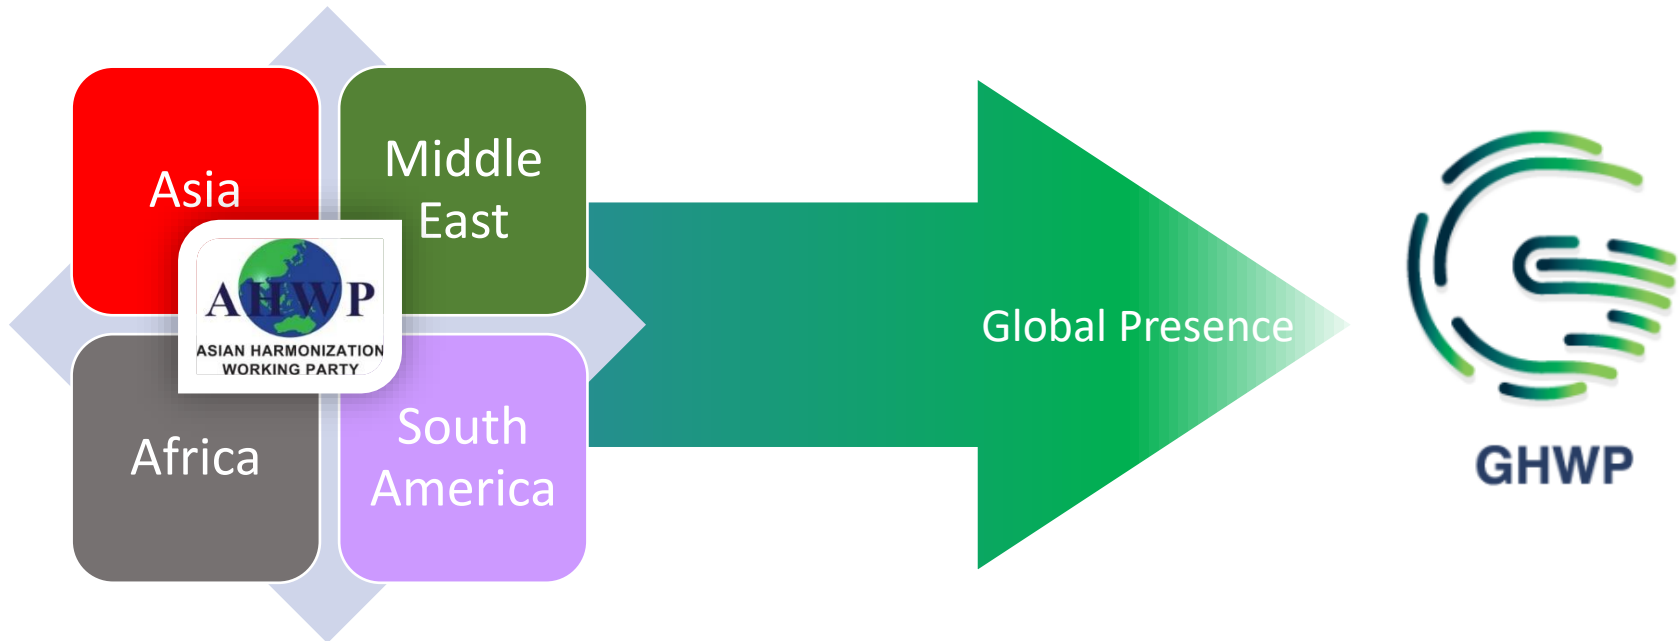 Asia
Middle
East
AHWP
ASIAN HARMONIZATION
WORKING PARTY
Africa
South
America
Global Presence
GHWP